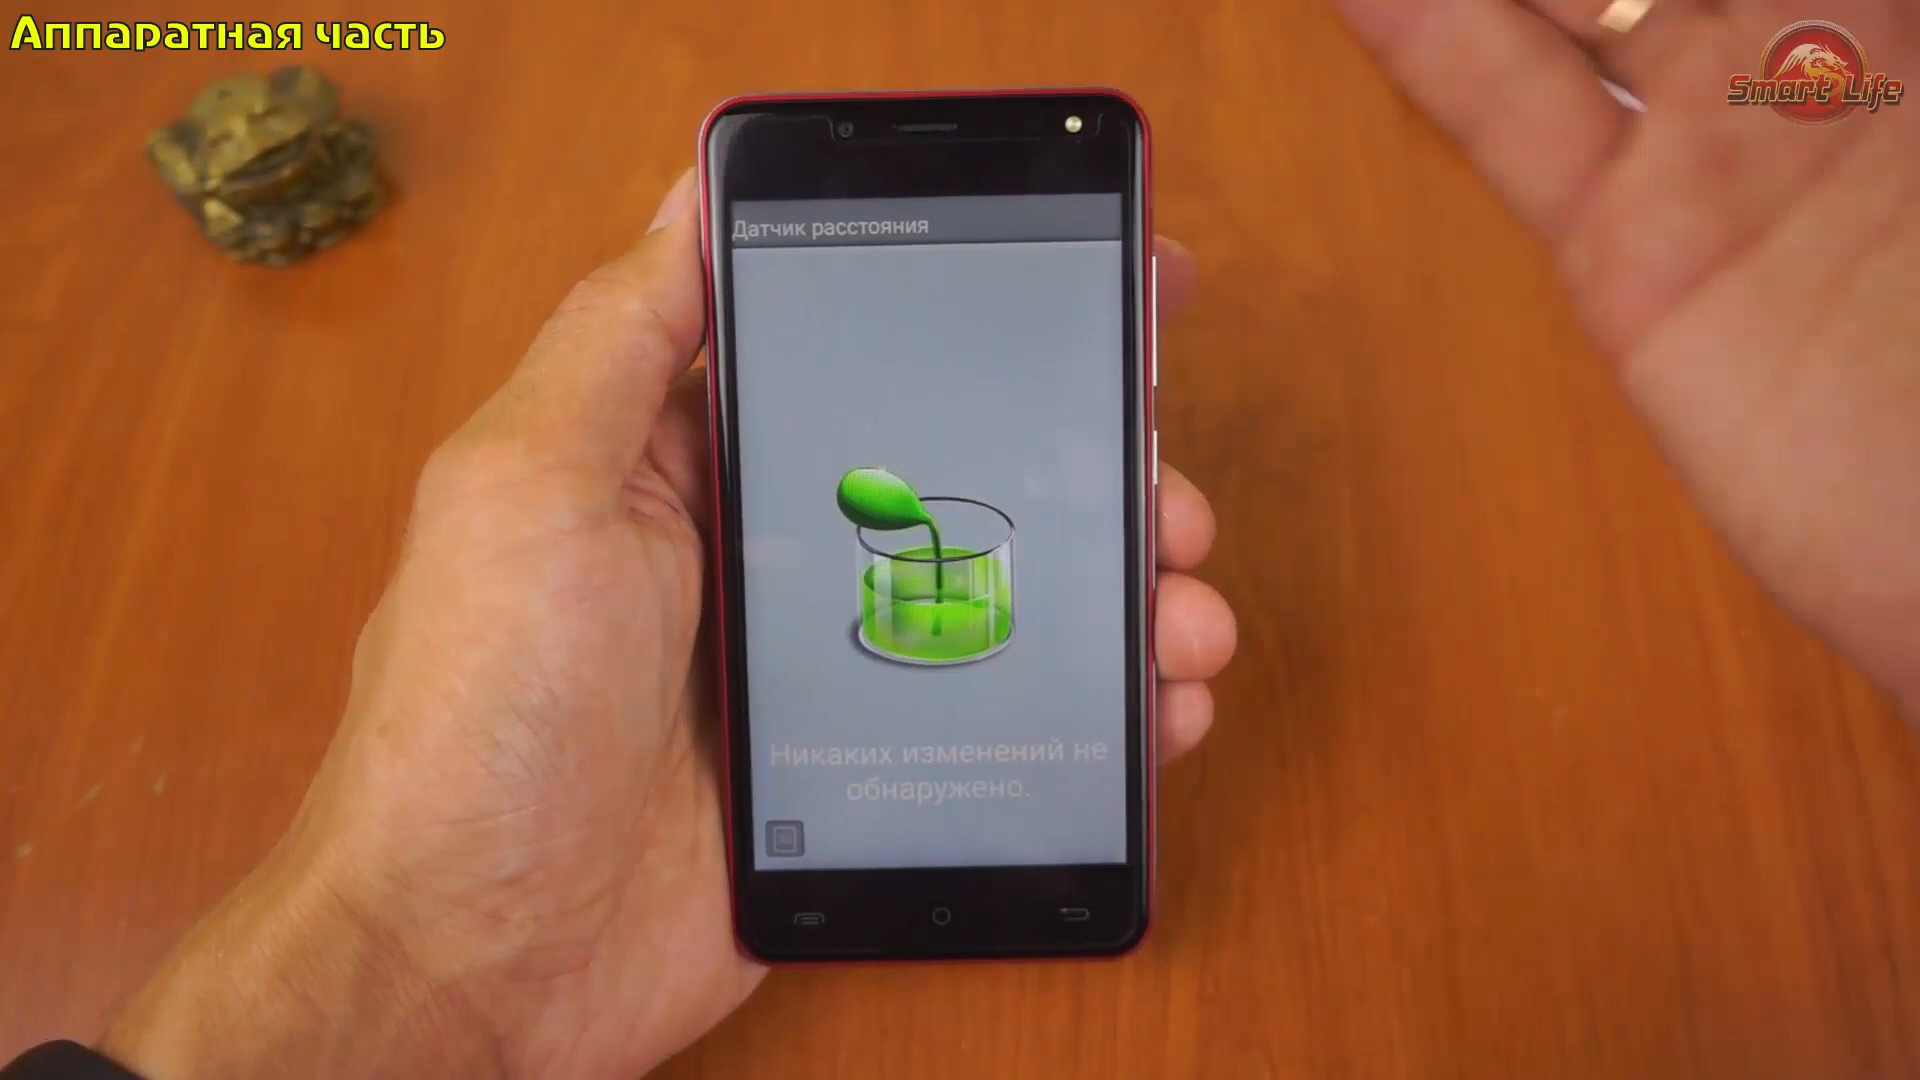 Аппаратная часть
Smart Life
Датчик расстояния
Никаких изменений не
обнаружено.